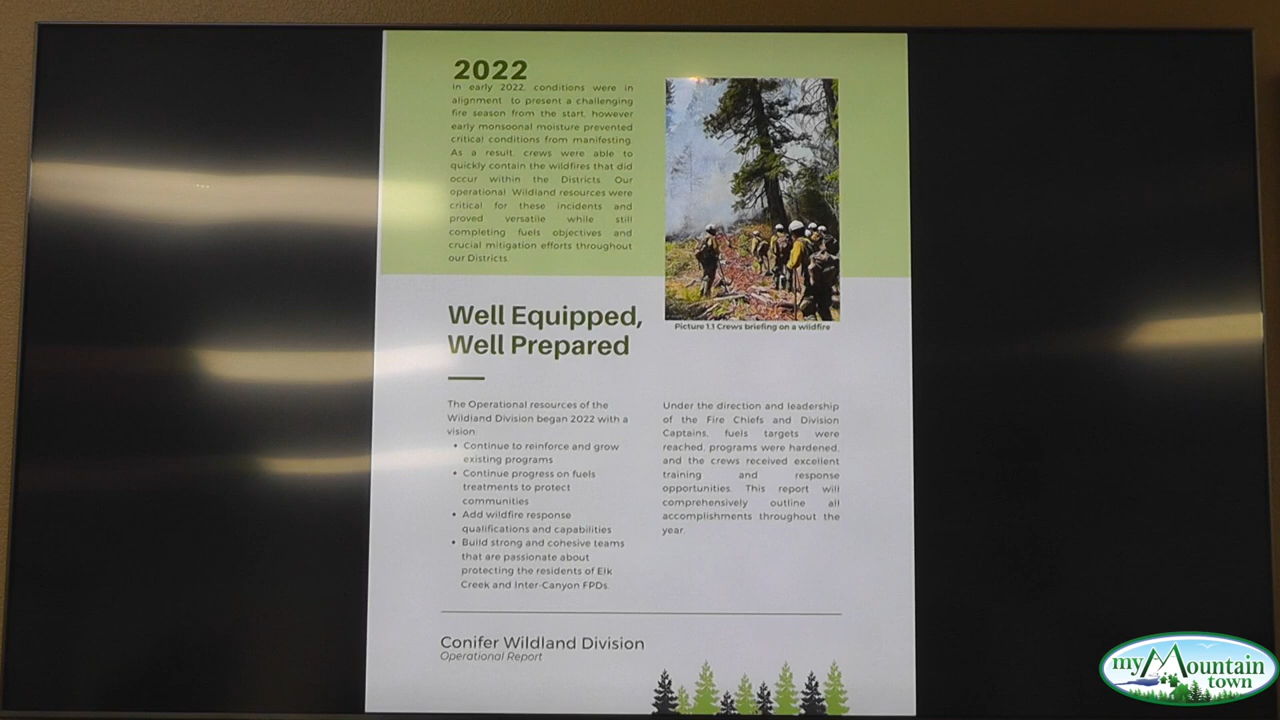 2022
In early 2022, conditions were in
alignment to present a challenging
fire season from the start, however
early monsoonal moisture prevented
critical conditions from manifesting.
As a result, crews were able to
quickly contain the wildfires that did
occur within the Districts. Our
operational Wildland resources were
critical for these incidents and
proved versatile while still
completing fuels objectives and
crucial mitigation efforts throughout
our Districts.
Picture 1.1 Crews briefing on a wildfire
Well Equipped,
Well Prepared
The Operational resources of the
Wildland Division began 2022 with a
vision:
• Continue to reinforce and grow
existing programs
• Continue progress on fuels
treatments to protect
communities
• Add wildfire response
qualifications and capabilities
• Build strong and cohesive teams
that are passionate about
protecting the residents of Elk
Creek and Inter-Canyon FPDs.
Under the direction and leadership
of the Fire Chiefs and Division
Captains, fuels targets were
reached, programs were hardened,
and the crews received excellent
training and response
opportunities. This report will
comprehensively outline all
accomplishments throughout the
year.
Conifer Wildland Division
Operational Report
my Mountain
town